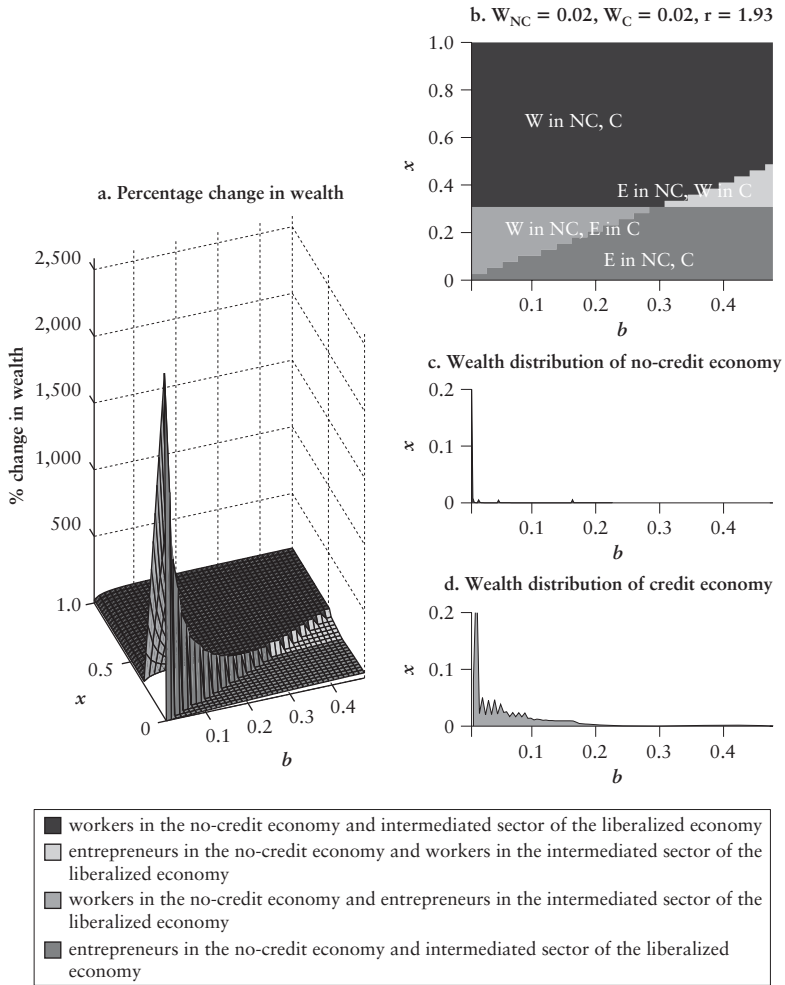 b. W_NC = 0.02, W_C = 0.02, r = 1.93
1.0
0.8
0.6
0.4
0.2
0
x
W in NC, C
E in NC, W in C
W in NC, E in C
E in NC, C
0.1 0.2 0.3 0.4
b
a. Percentage change in wealth
2,500
2,000
1,500
1,000
500
% change in wealth
1.0
0.5
0
x
0.1 0.2 0.3 0.4
b
c. Wealth distribution of no-credit economy
0.2
0.1
0
x
0.1 0.2 0.3 0.4
b
d. Wealth distribution of credit economy
0.2
0.1
0
x
0.1 0.2 0.3 0.4
b
workers in the no-credit economy and intermediated sector of the liberalized economy
entrepreneurs in the no-credit economy and workers in the intermediated sector of the
liberalized economy
workers in the no-credit economy and entrepreneurs in the intermediated sector of the
liberalized economy
entrepreneurs in the no-credit economy and intermediated sector of the liberalized
economy